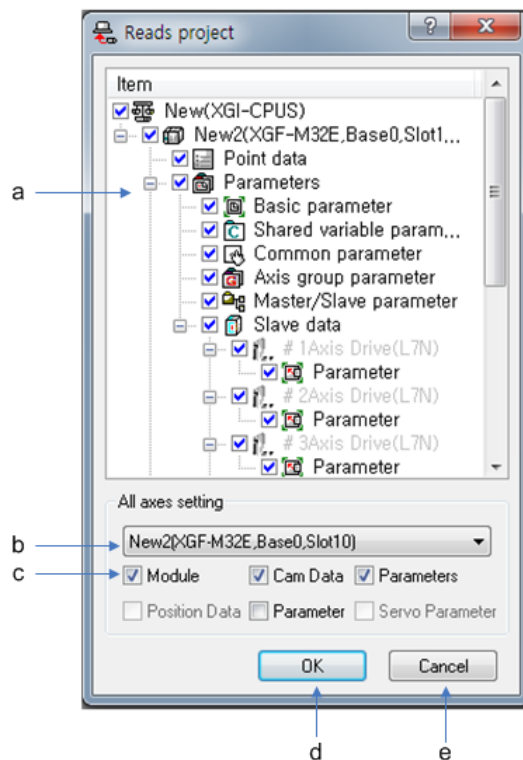 Reads project
?
X
Item
New(XGI-CPUS)
New2(XGF-M32E,Base0,Slot1...
Point data
a
Parameters
Basic parameter
Shared variable param...
Common parameter
Axis group parameter
Master/Slave parameter
Slave data
# 1Axis Drive(L7N)
Parameter
# 2Axis Drive(L7N)
Parameter
# 3Axis Drive(L7N)
Parameter
All axes setting
b New2(XGF-M32E,Base0,Slot10)
c Module Cam Data Parameters
Position Data Parameter Servo Parameter
OK Cancel
d e